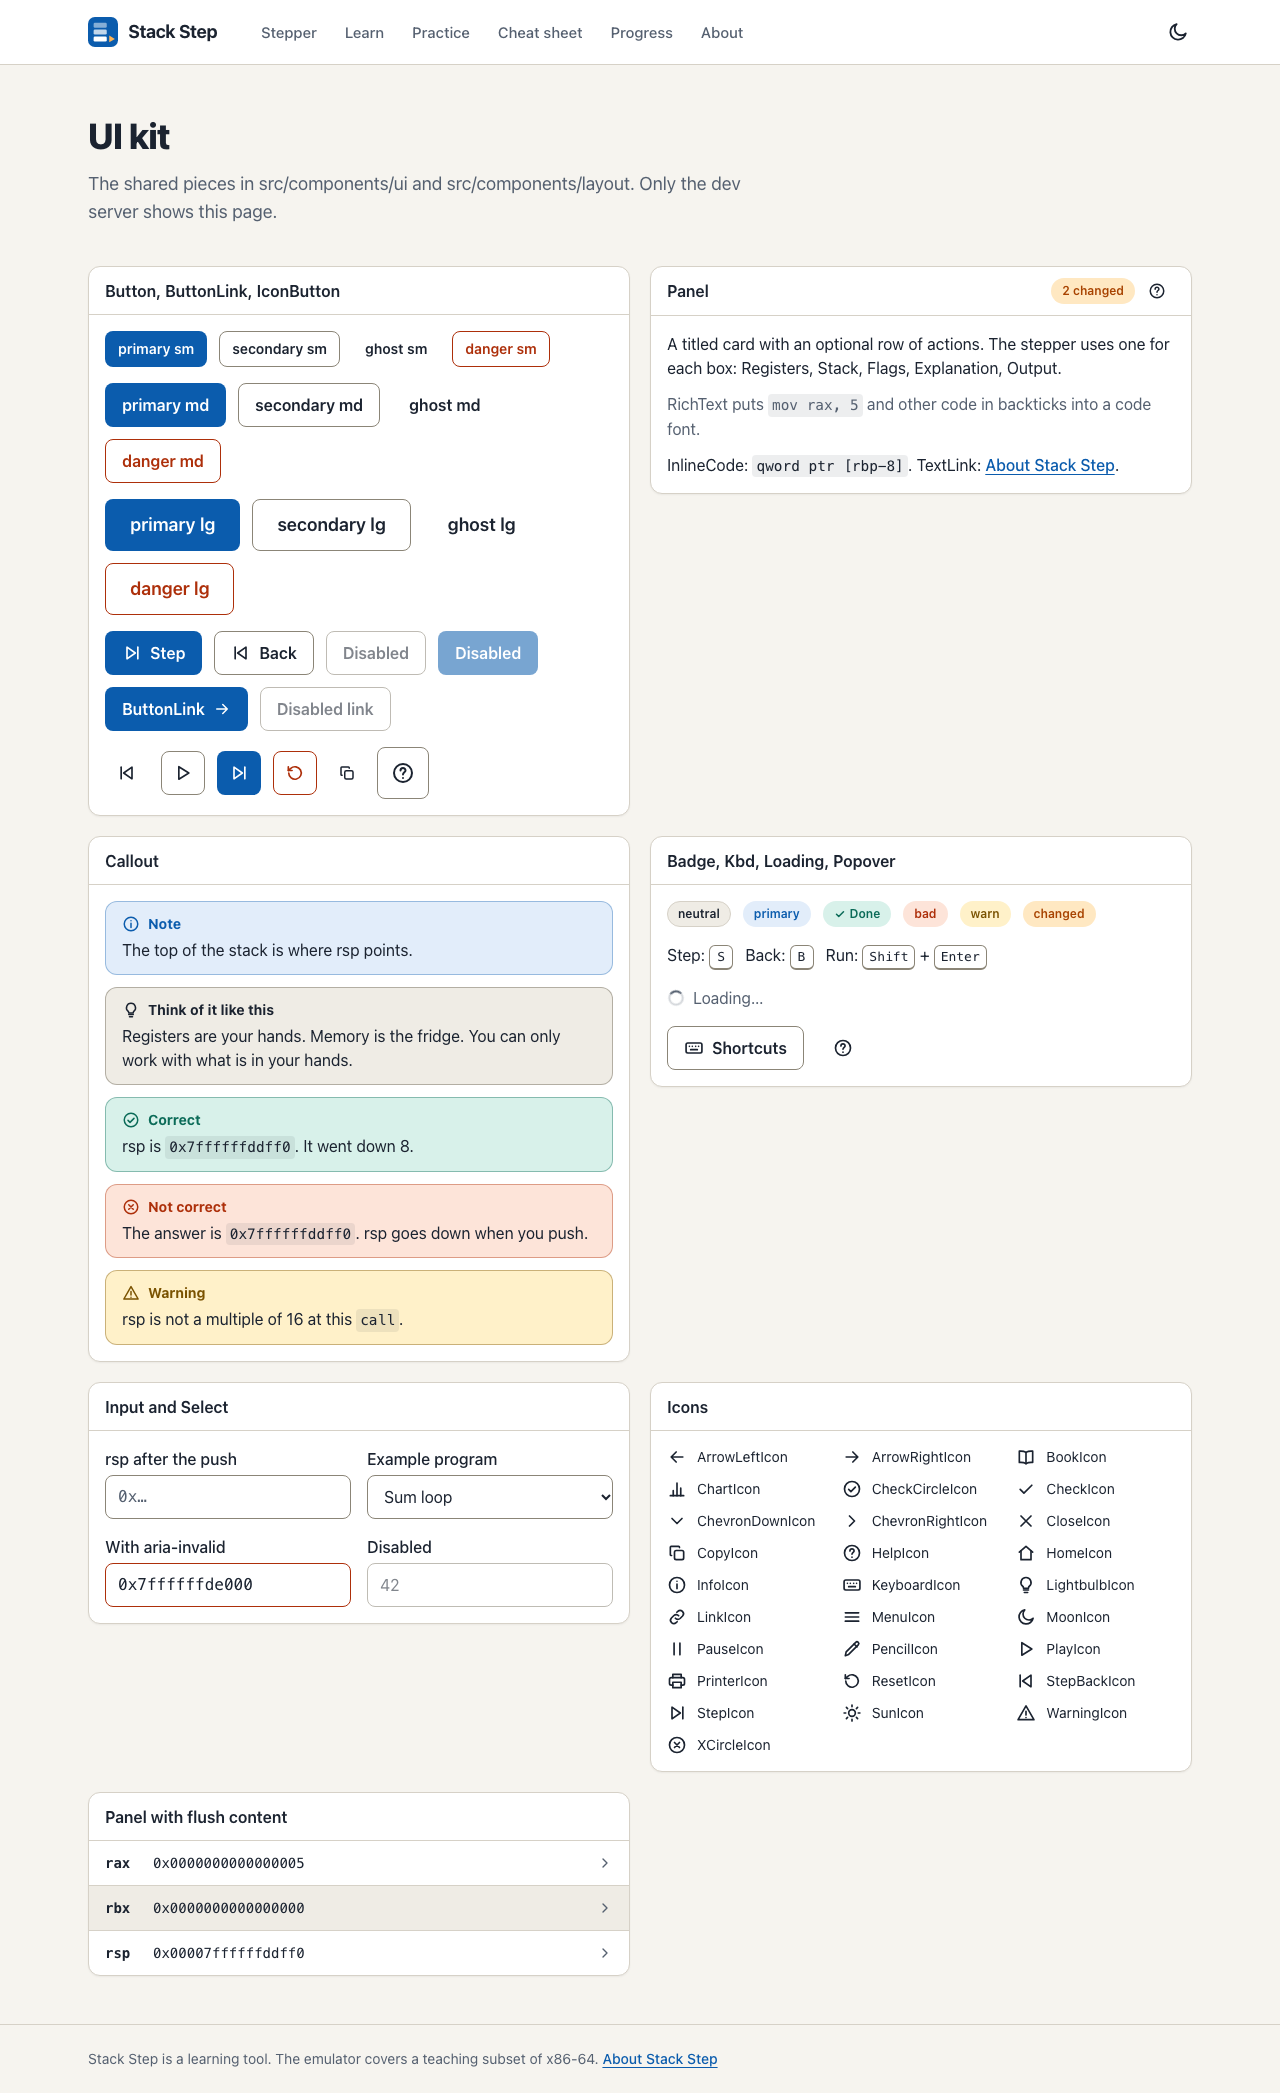 Stack Step
Stepper
Learn
Practice
Cheat sheet
Progress
About
UI kit
The shared pieces in src/components/ui and src/components/layout. Only the dev
server shows this page.
Button, ButtonLink, IconButton
primary sm
secondary sm
ghost sm
danger sm
primary md
secondary md
ghost md
danger md
primary lg
secondary lg
ghost lg
danger lg
Step
Back
Disabled
Disabled
ButtonLink
Disabled link
Panel
2 changed
A titled card with an optional row of actions. The stepper uses one for
each box: Registers, Stack, Flags, Explanation, Output.
RichText puts mov rax, 5 and other code in backticks into a code
font.
InlineCode: qword ptr [rbp-8]. TextLink: About Stack Step.
Callout
Note
The top of the stack is where rsp points.
Think of it like this
Registers are your hands. Memory is the fridge. You can only
work with what is in your hands.
Correct
rsp is 0x7ffffffddff0. It went down 8.
Not correct
The answer is 0x7ffffffddff0. rsp goes down when you push.
Warning
rsp is not a multiple of 16 at this call.
Badge, Kbd, Loading, Popover
neutral
primary
Done
bad
warn
changed
Step: S Back: B Run: Shift + Enter
Loading…
Shortcuts
Input and Select
rsp after the push
0x…
Example program
Sum loop
With aria-invalid
0x7ffffffde000
Disabled
42
Icons
ArrowLeftIcon
ArrowRightIcon
BookIcon
ChartIcon
CheckCircleIcon
CheckIcon
ChevronDownIcon
ChevronRightIcon
CloseIcon
CopyIcon
HelpIcon
HomeIcon
InfoIcon
KeyboardIcon
LightbulbIcon
LinkIcon
MenuIcon
MoonIcon
PauseIcon
PencilIcon
PlayIcon
PrinterIcon
ResetIcon
StepBackIcon
StepIcon
SunIcon
WarningIcon
XCircleIcon
Panel with flush content
rax 0x0000000000000005
rbx 0x0000000000000000
rsp 0x00007ffffffddff0
Stack Step is a learning tool. The emulator covers a teaching subset of x86-64. About Stack Step